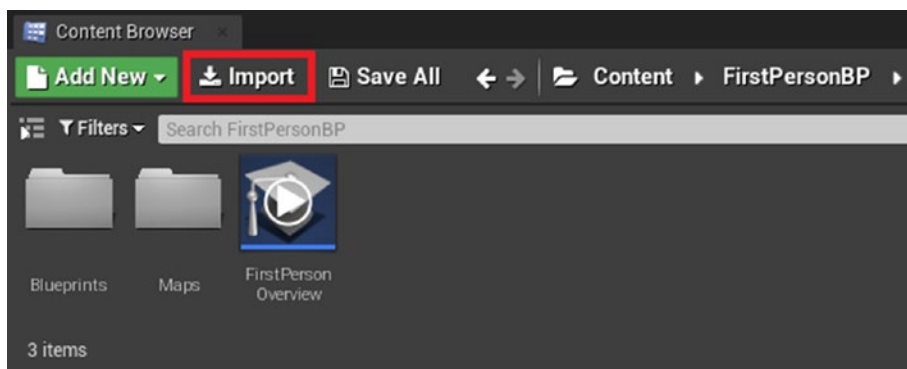 Content Browser
Add New Import Save All Content FirstPersonBP
Filters Search FirstPersonBP
Blueprints Maps FirstPerson Overview
3 items